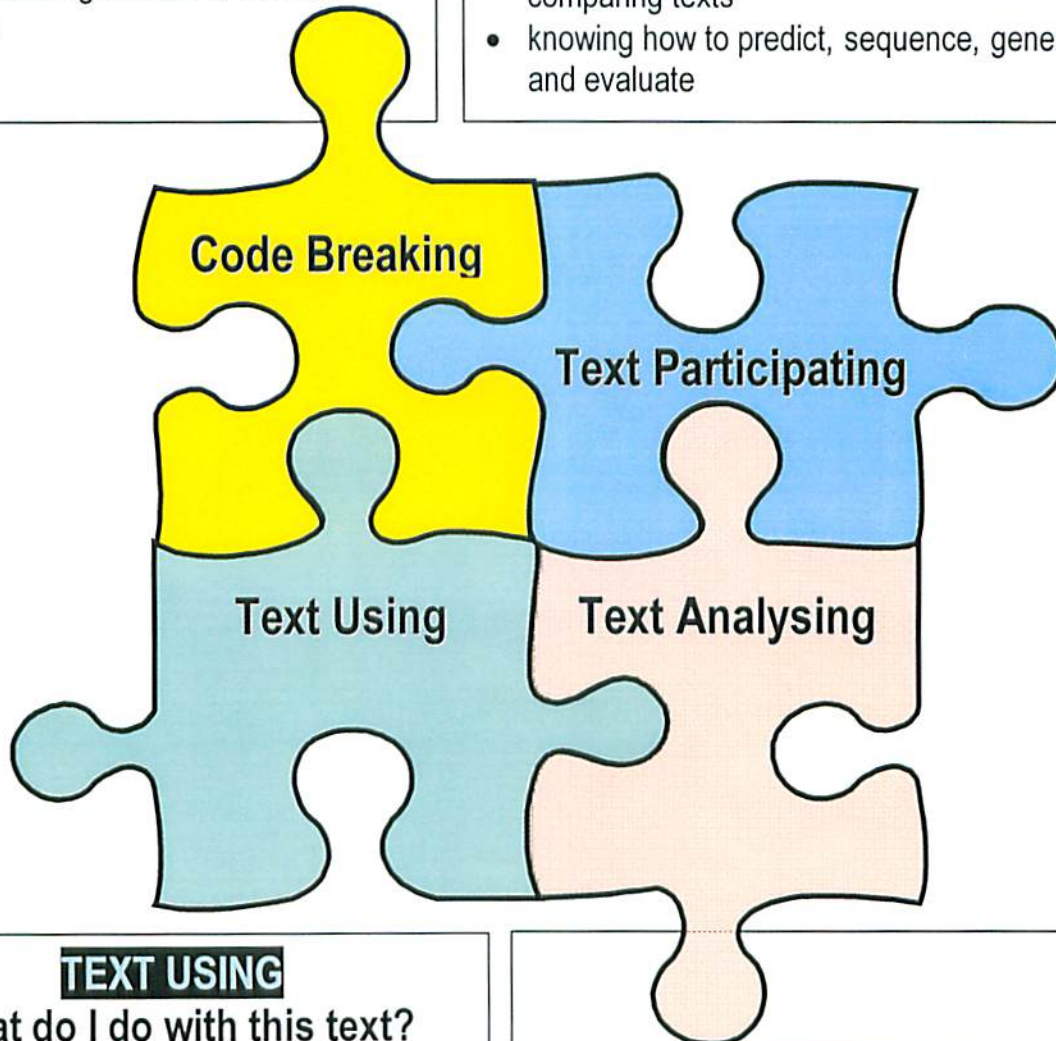 comparing texts
• knowing how to predict, sequence, gene
and evaluate
Code Breaking
Text Participating
Text Using
Text Analysing
TEXT USING
at do I do with this text?